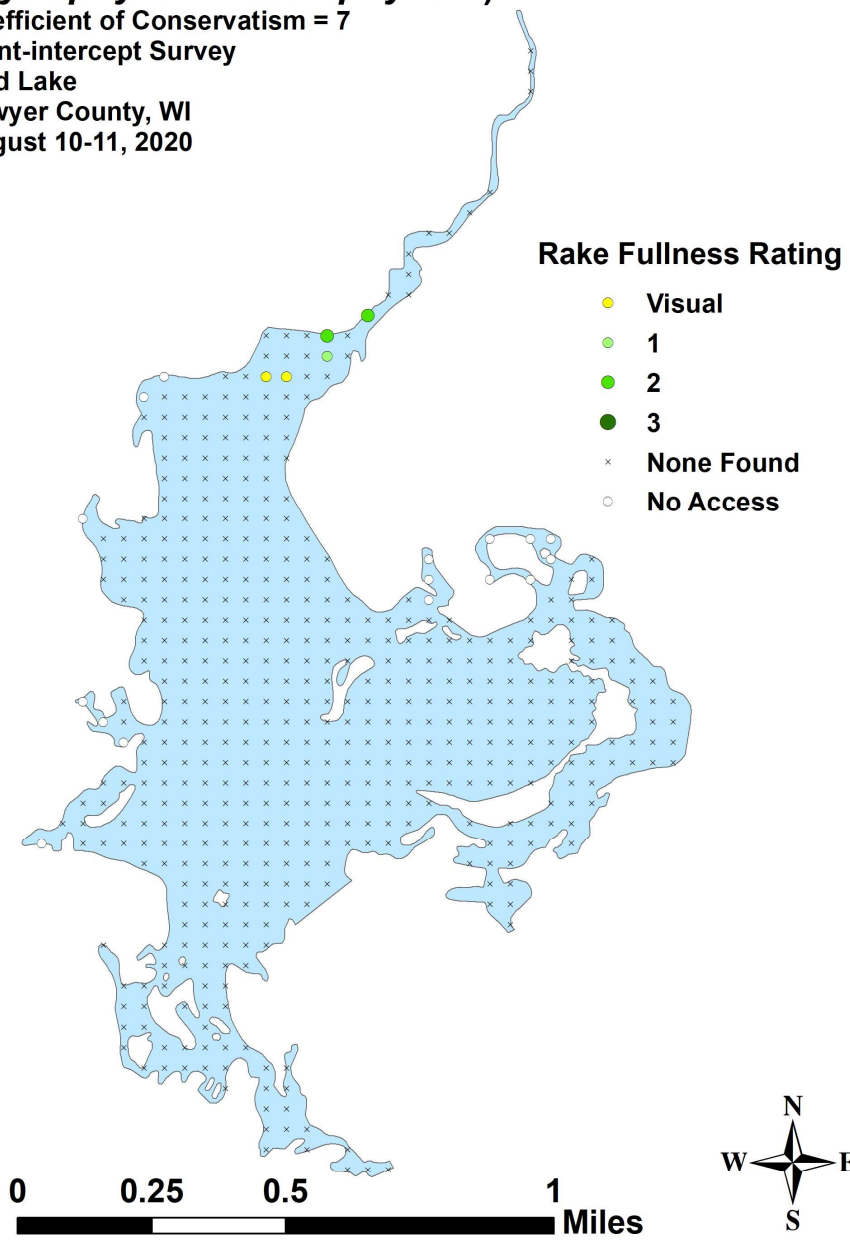 efficient of Conservatism = 7
nt-intercept Survey
d Lake
wyer County, WI
gust 10-11, 2020
Rake Fullness Rating
Visual
1
2
3
None Found
No Access
N
W E
S
0 0.25 0.5 1
Miles